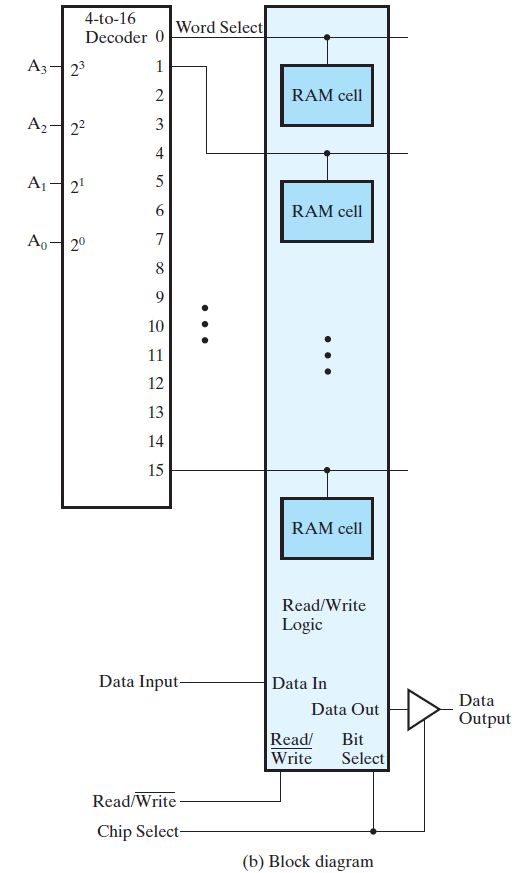 4-to-16
Decoder
Word Select
0
1
2
3
4
5
6
7
8
9
10
11
12
13
14
15
A₃
2³
A₂
2²
A₁
2¹
A₀
2⁰
RAM cell
RAM cell
RAM cell
Read/Write
Logic
Data Input
Data In
Data Out
Data
Output
Read/
Write
Bit
Select
Read/W̅r̅i̅t̅e̅
Chip Select
(b) Block diagram